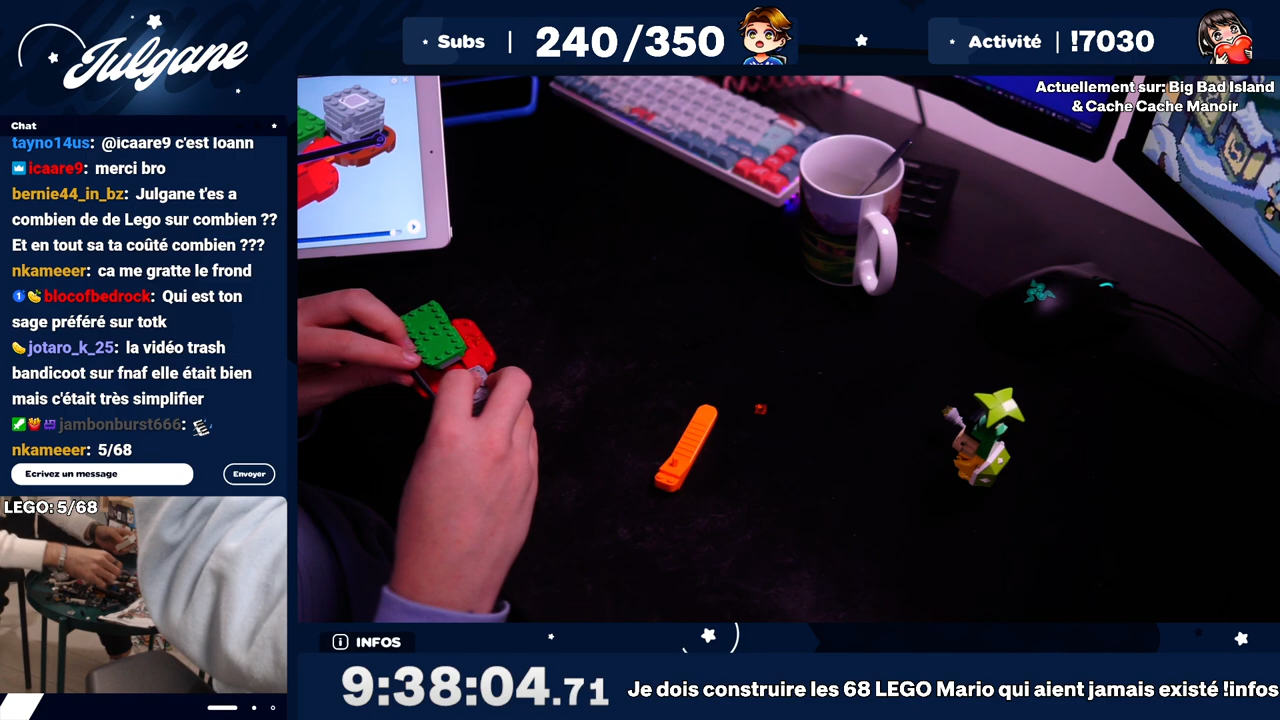 Julgane
Subs | 240/350
Activité | !7030
Actuellement sur: Big Bad Island
& Cache Cache Manoir
Chat
tayno14us: @icaare9 c'est Ioann
icaare9: merci bro
bernie44_in_bz: Julgane t'es a
combien de de Lego sur combien ??
Et en tout sa ta coûté combien ???
nkameeer: ca me gratte le frond
1 blocofbedrock: Qui est ton
sage préféré sur totk
jotaro_k_25: la vidéo trash
bandicoot sur fnaf elle était bien
mais c'était très simplifier
jambonburst666:
nkameeer: 5/68
Ecrivez un message
Envoyer
LEGO: 5/68
i INFOS
9:38:04.71
Je dois construire les 68 LEGO Mario qui aient jamais existé !infos